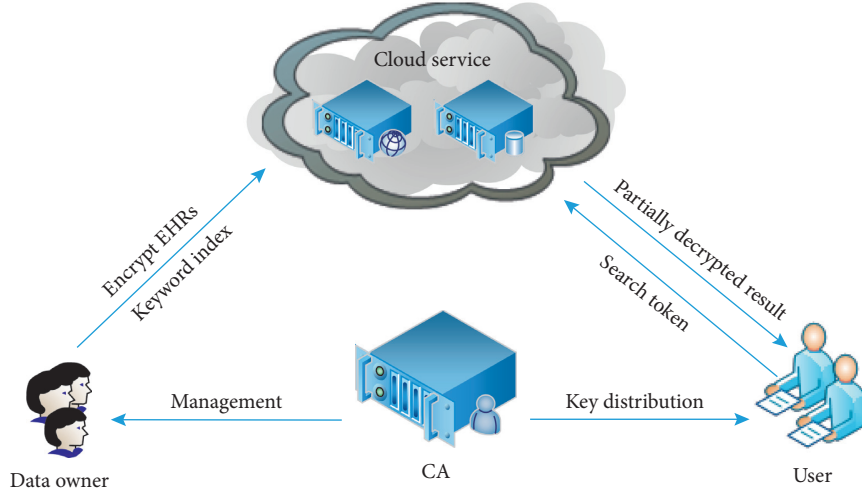 Cloud service
Encrypt EHRs
Keyword index
Partially decrypted result
Search token
Management
Key distribution
Data owner
CA
User